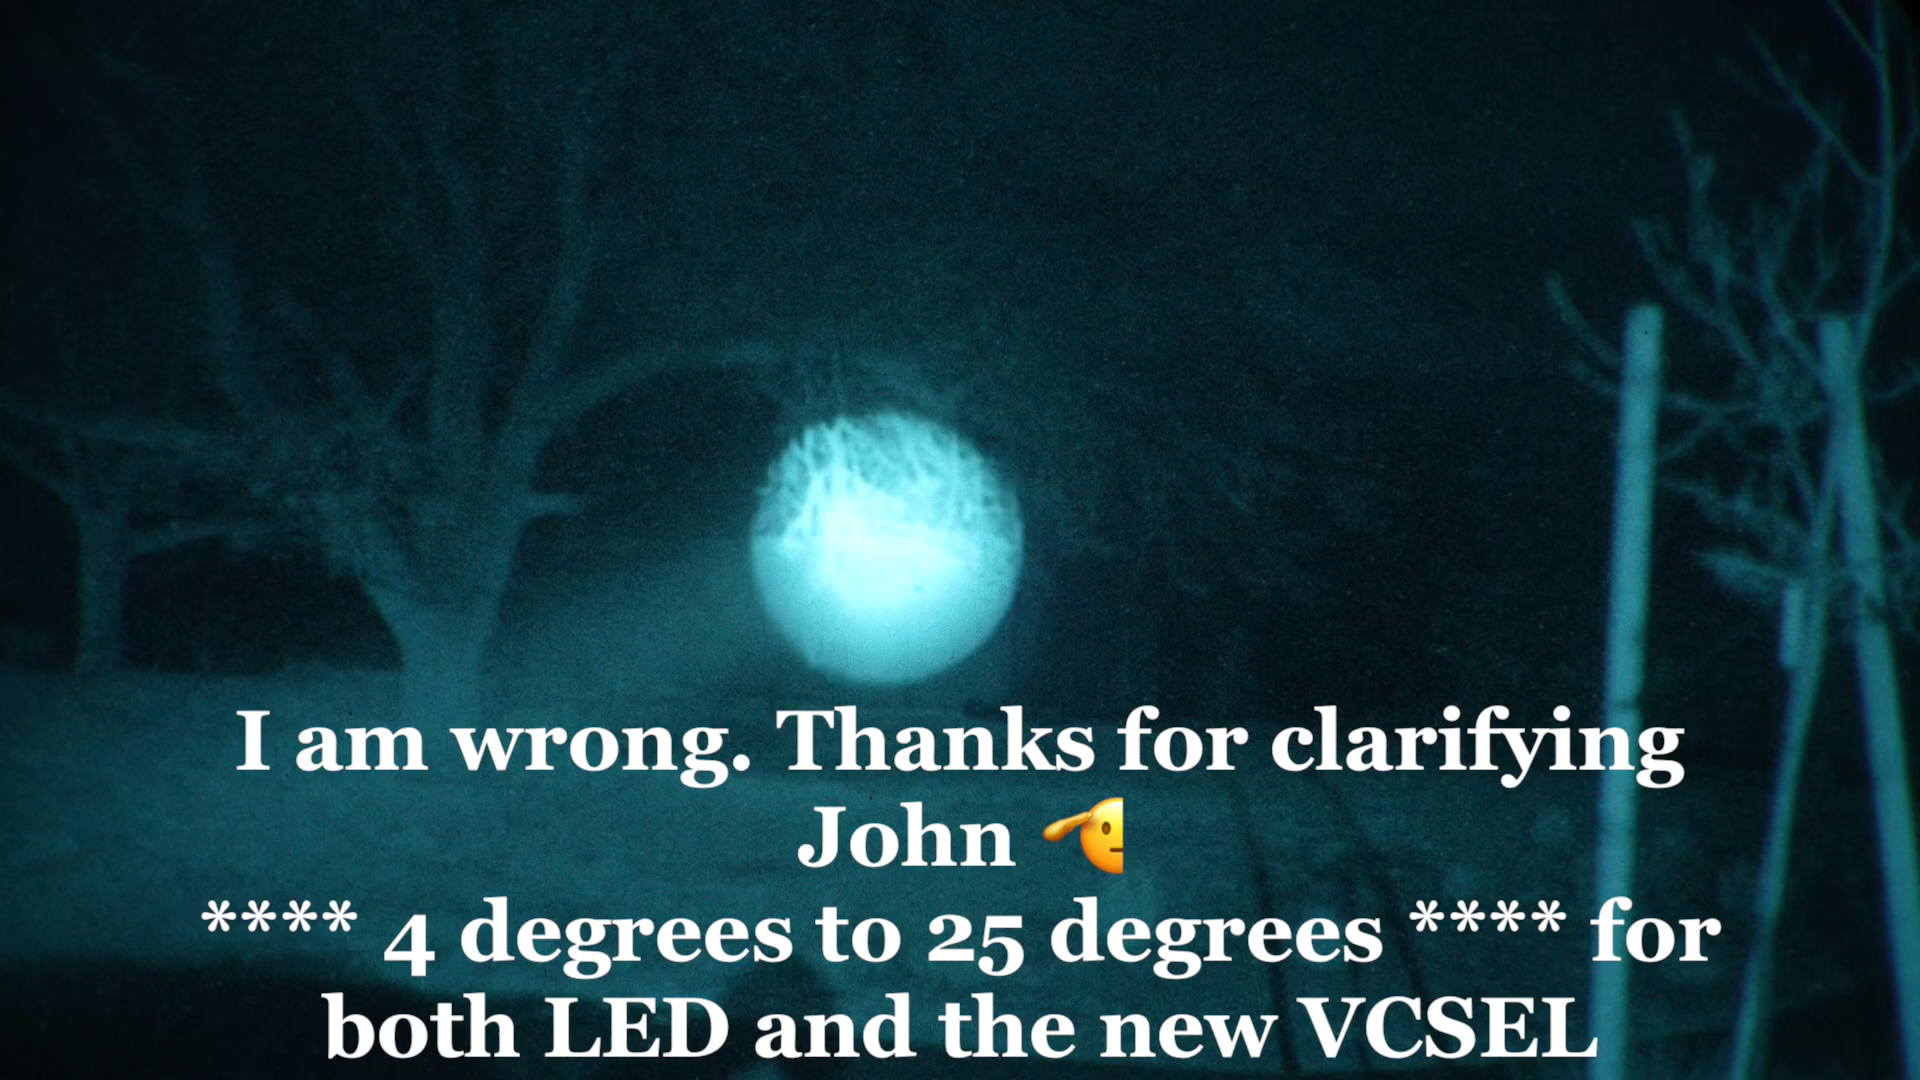 I am wrong. Thanks for clarifying
John 🫡
**** 4 degrees to 25 degrees **** for
both LED and the new VCSEL